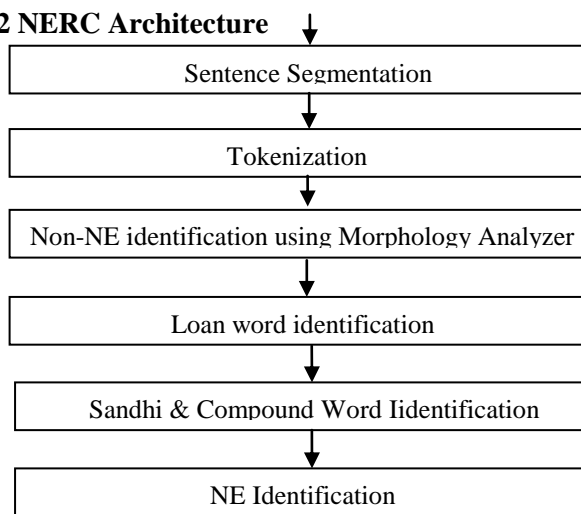 2 NERC Architecture
Sentence Segmentation
Tokenization
Non-NE identification using Morphology Analyzer
Loan word identification
Sandhi & Compound Word Iidentification
NE Identification